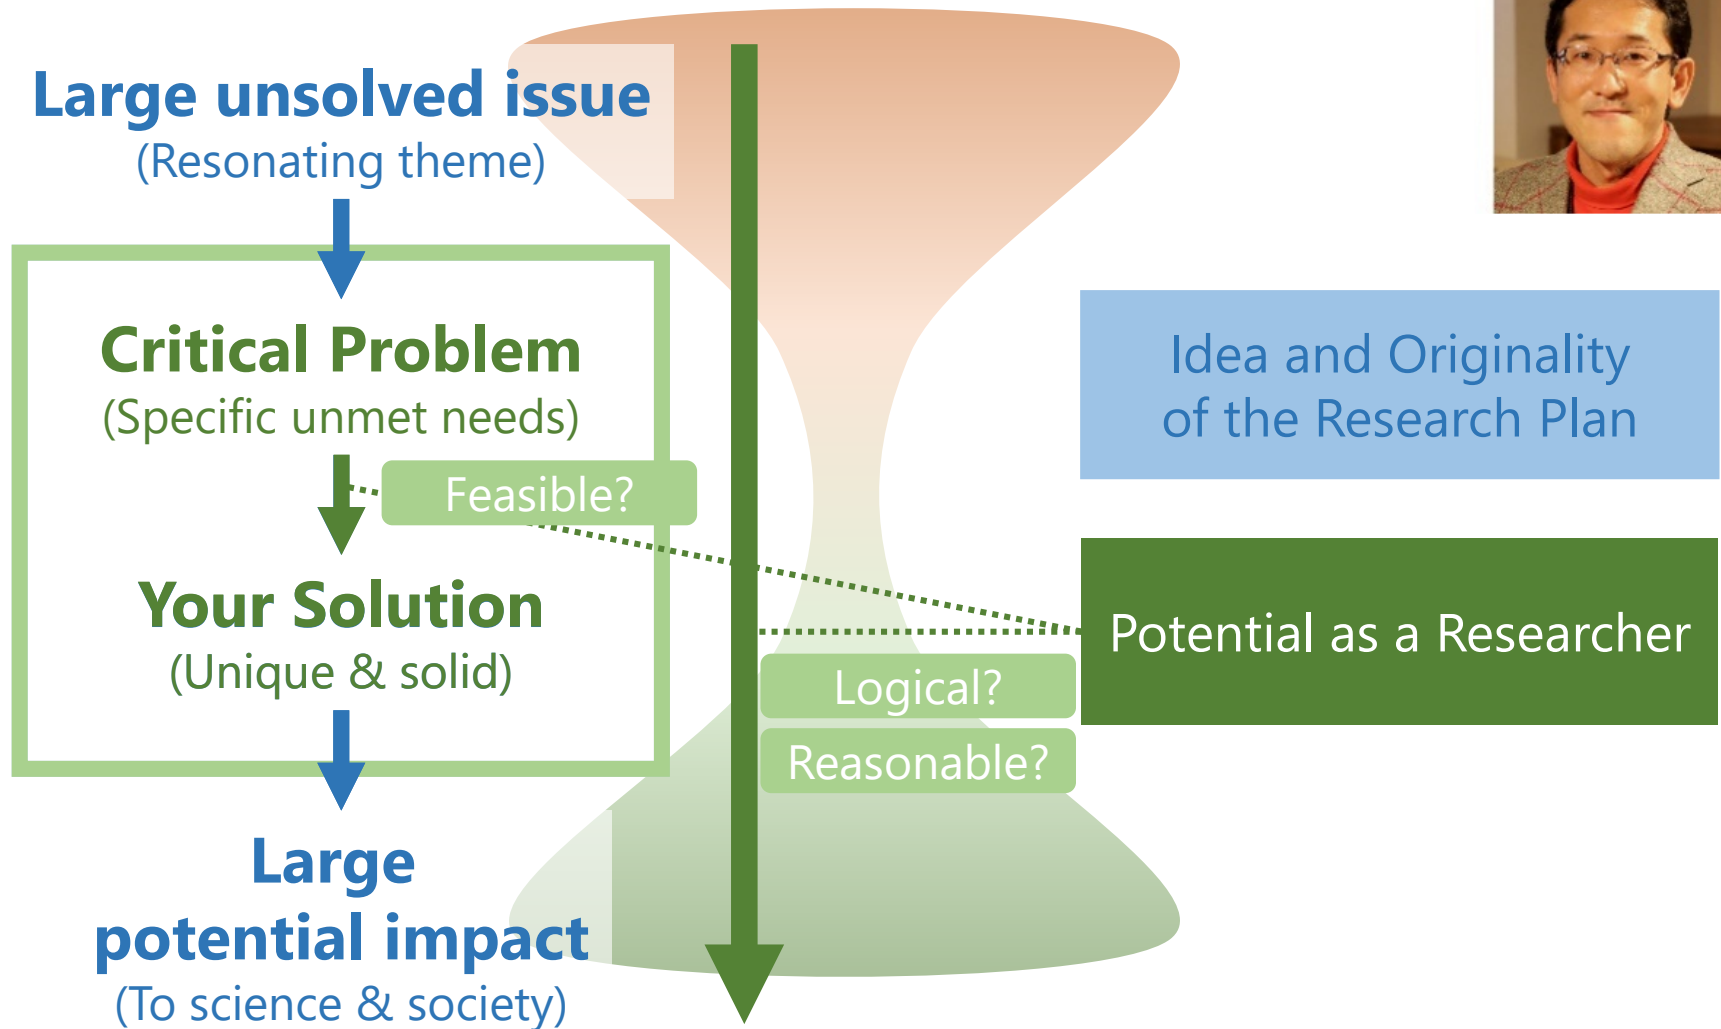 Large unsolved issue
(Resonating theme)
Critical Problem
(Specific unmet needs)
Feasible?
Your Solution
(Unique & solid)
Large
potential impact
(To science & society)
Idea and Originality
of the Research Plan
Potential as a Researcher
Logical?
Reasonable?